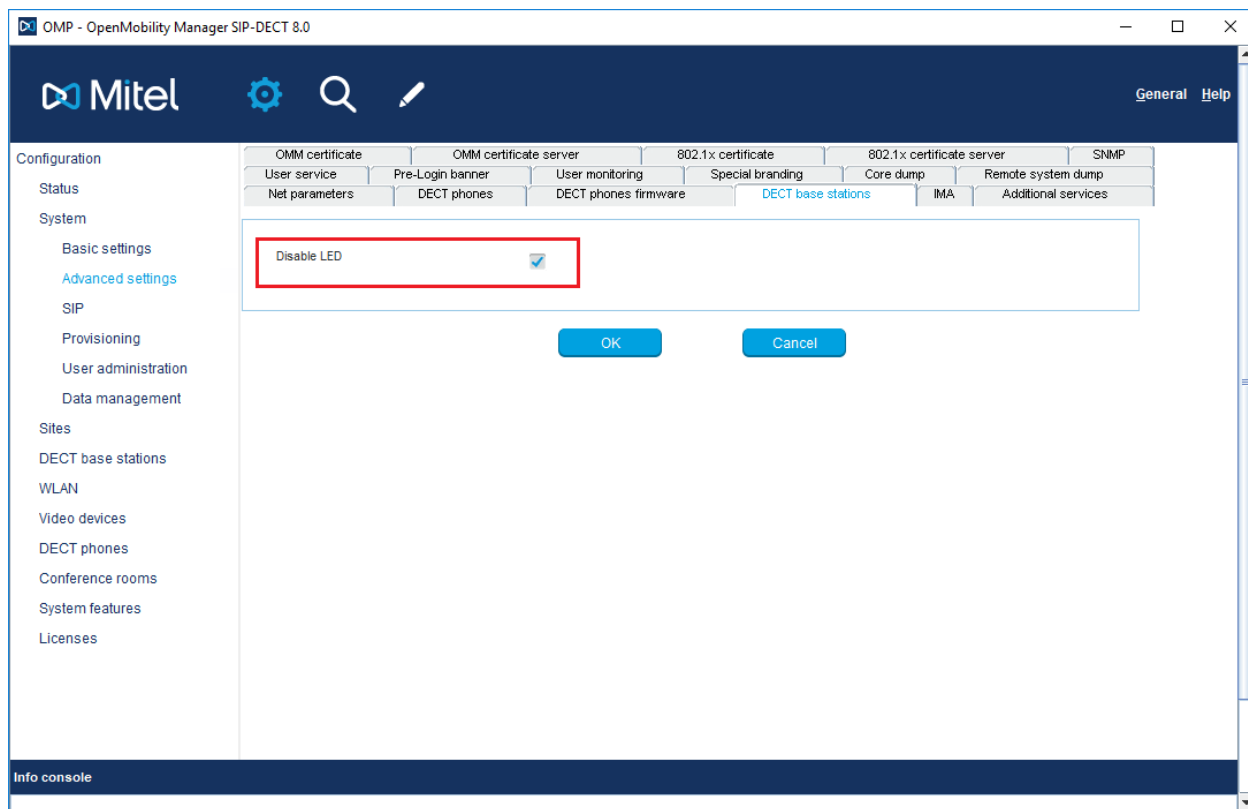 OMP - OpenMobility Manager SIP-DECT 8.0
Mitel
General Help
Configuration
Status
System
Basic settings
Advanced settings
SIP
Provisioning
User administration
Data management
Sites
DECT base stations
WLAN
Video devices
DECT phones
Conference rooms
System features
Licenses
OMM certificate OMM certificate server 802.1x certificate 802.1x certificate server SNMP
User service Pre-Login banner User monitoring Special branding Core dump Remote system dump
Net parameters DECT phones DECT phones firmware DECT base stations IMA Additional services
Disable LED
OK Cancel
Info console